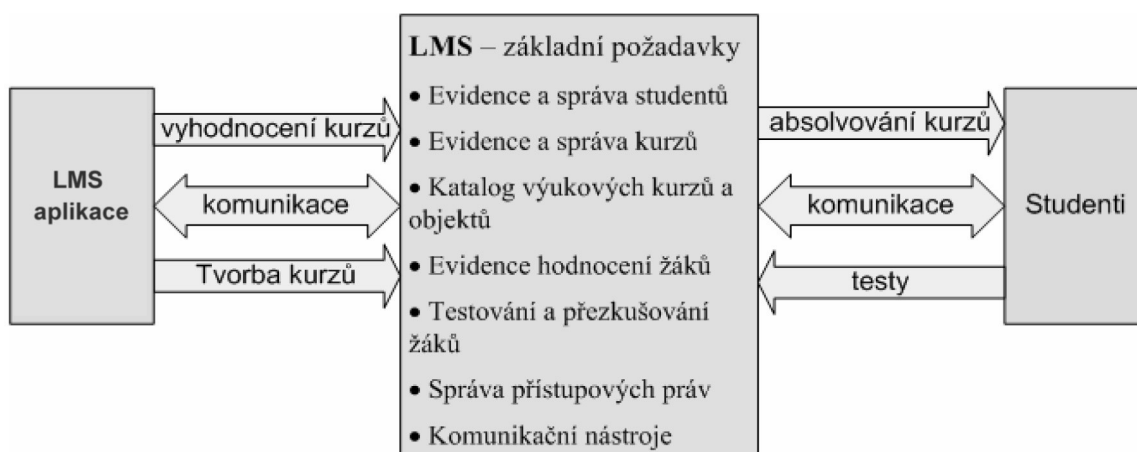 LMS
aplikace
vyhodnocení kurzů
komunikace
Tvorba kurzů
LMS – základní požadavky
• Evidence a správa studentů
• Evidence a správa kurzů
• Katalog výukových kurzů a
objektů
• Evidence hodnocení žáků
• Testování a přezkušování
žáků
• Správa přístupových práv
• Komunikační nástroje
absolvování kurzů
komunikace
testy
Studenti